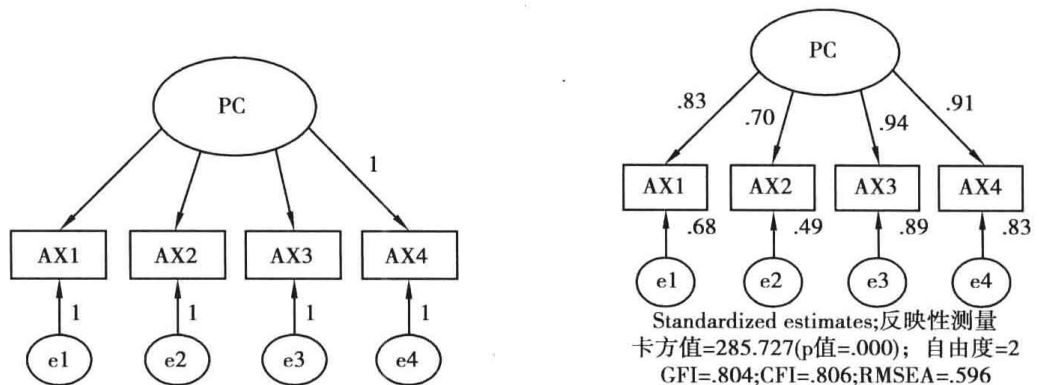 PC
1
AX1
AX2
AX3
AX4
1
1
1
1
e1
e2
e3
e4
PC
.83
.70
.94
.91
AX1
AX2
AX3
AX4
.68
.49
.89
.83
e1
e2
e3
e4
Standardized estimates;反映性测量
卡方值=285.727(p值=.000)；自由度=2
GFI=.804;CFI=.806;RMSEA=.596